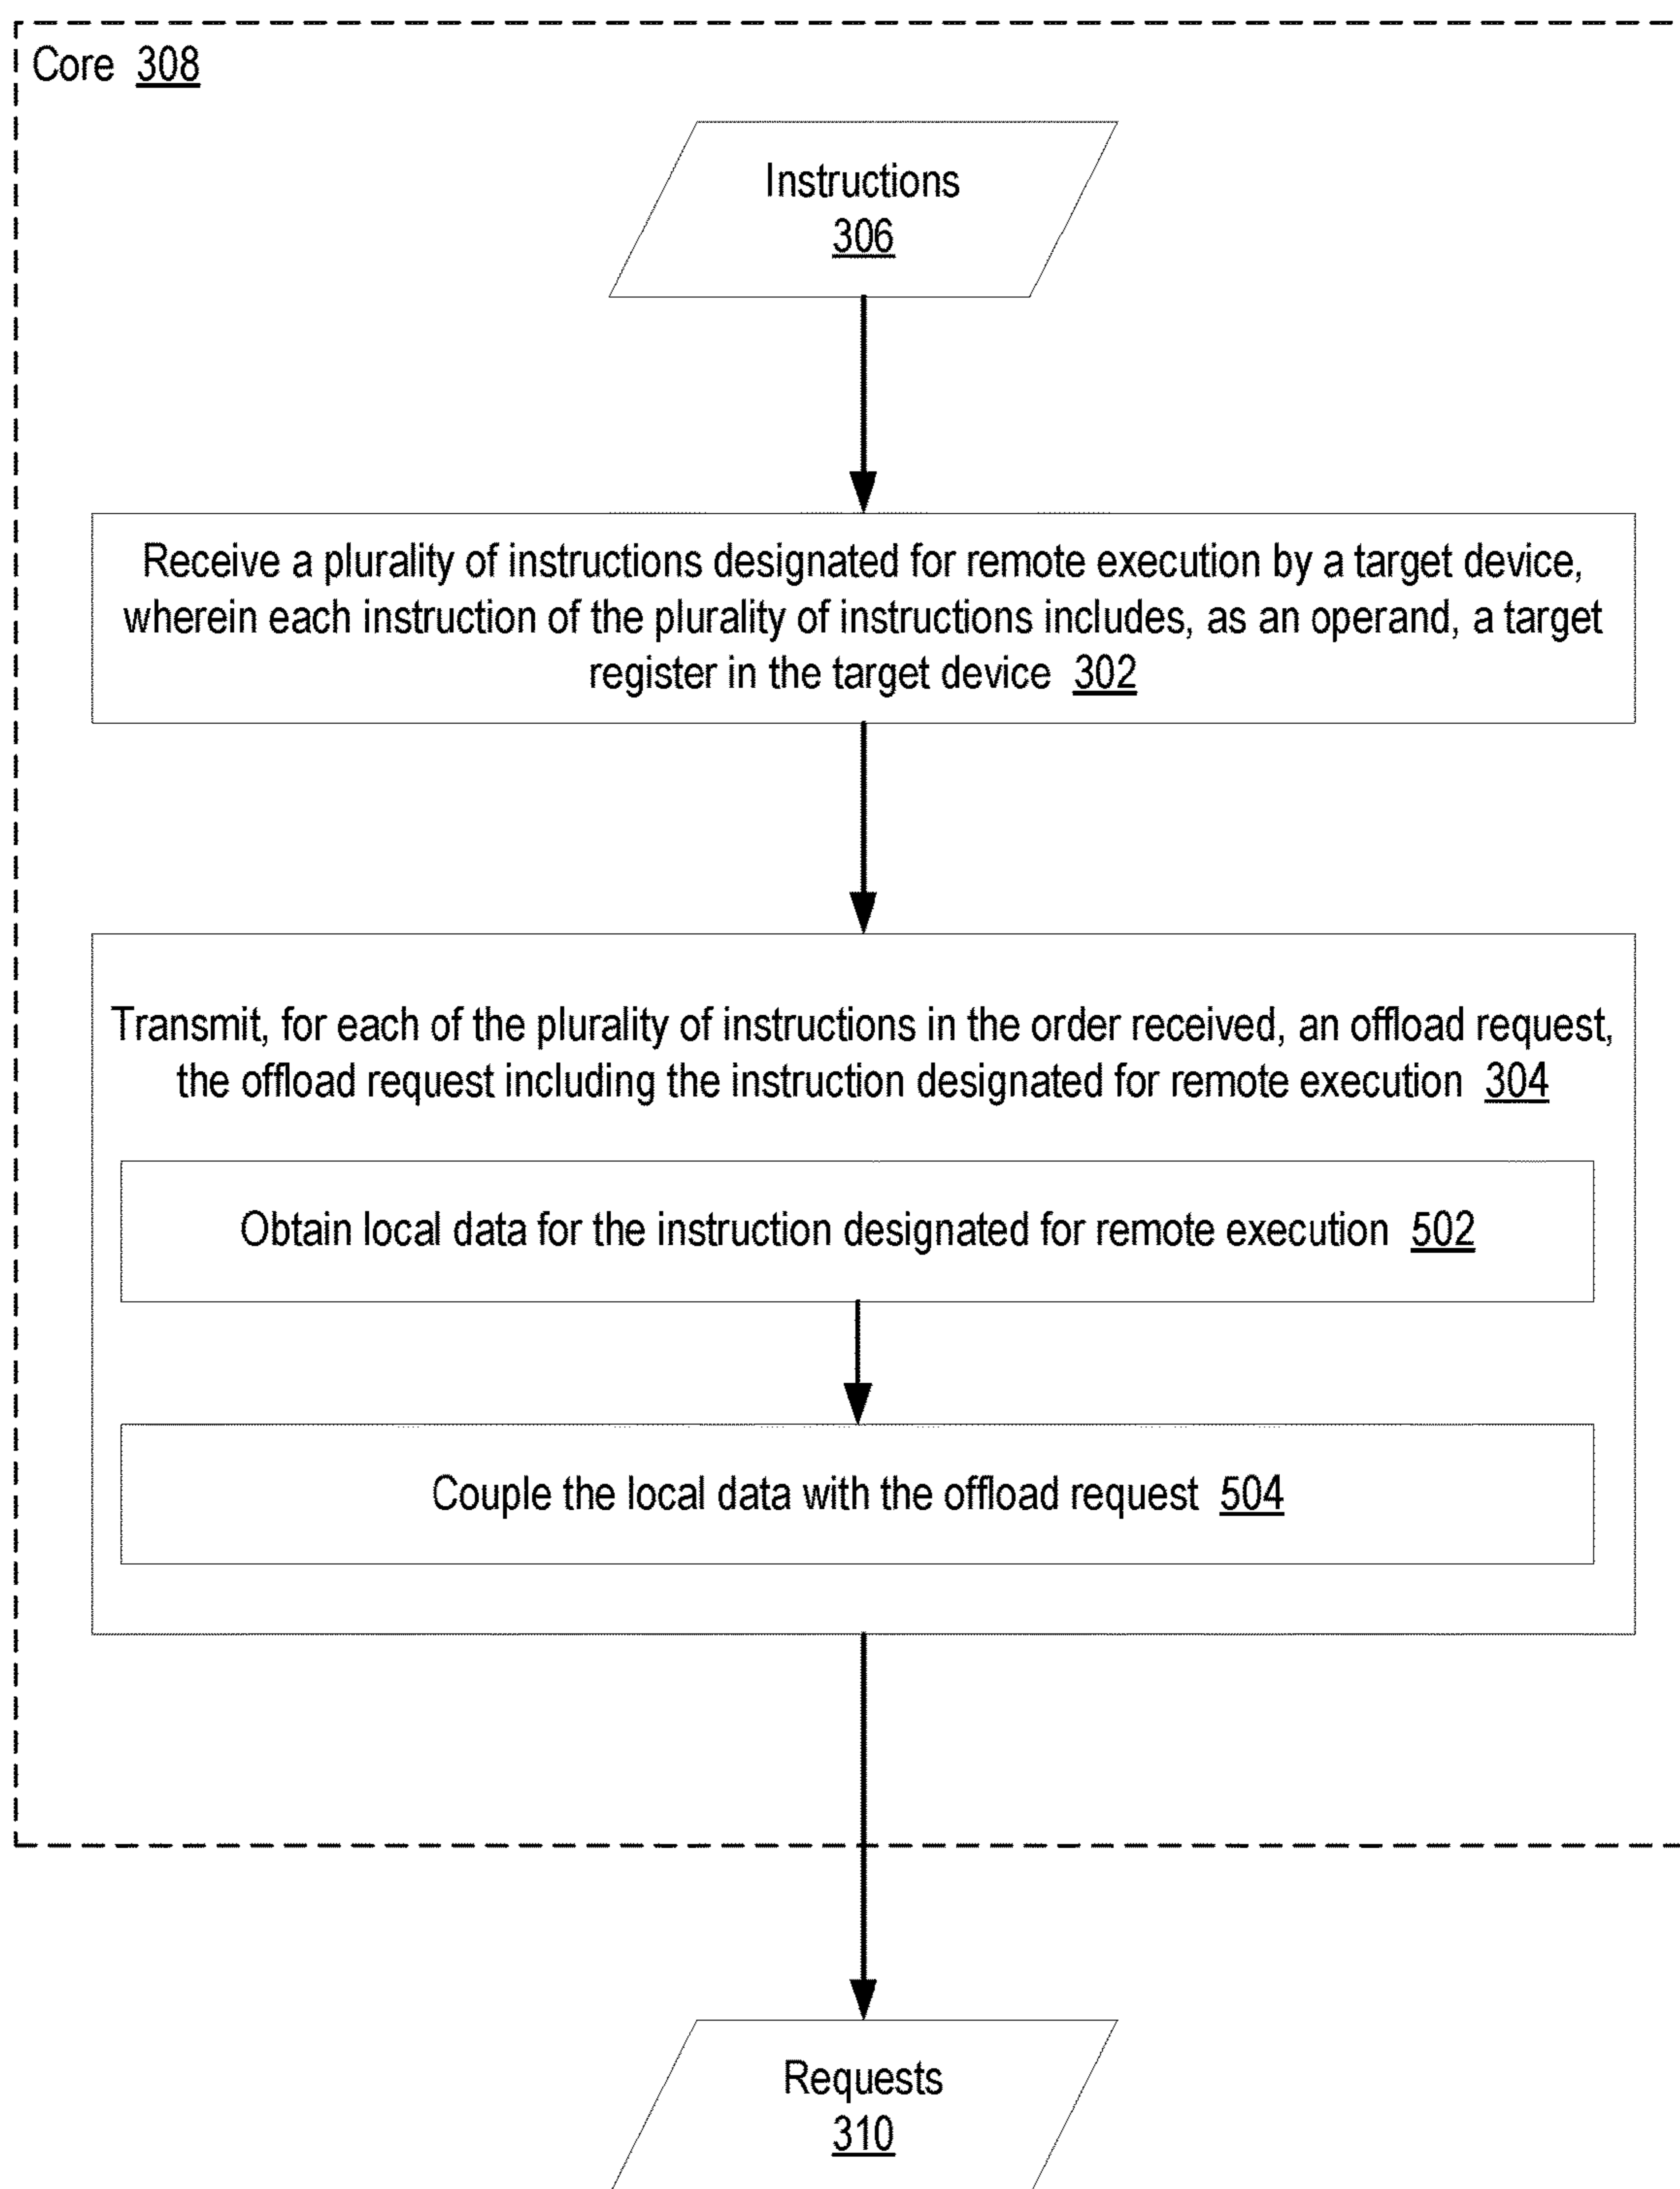 Core 308
Instructions
306
Receive a plurality of instructions designated for remote execution by a target device,
wherein each instruction of the plurality of instructions includes, as an operand, a target
register in the target device 302
Transmit, for each of the plurality of instructions in the order received, an offload request,
the offload request including the instruction designated for remote execution 304
Obtain local data for the instruction designated for remote execution 502
Couple the local data with the offload request 504
Requests
310